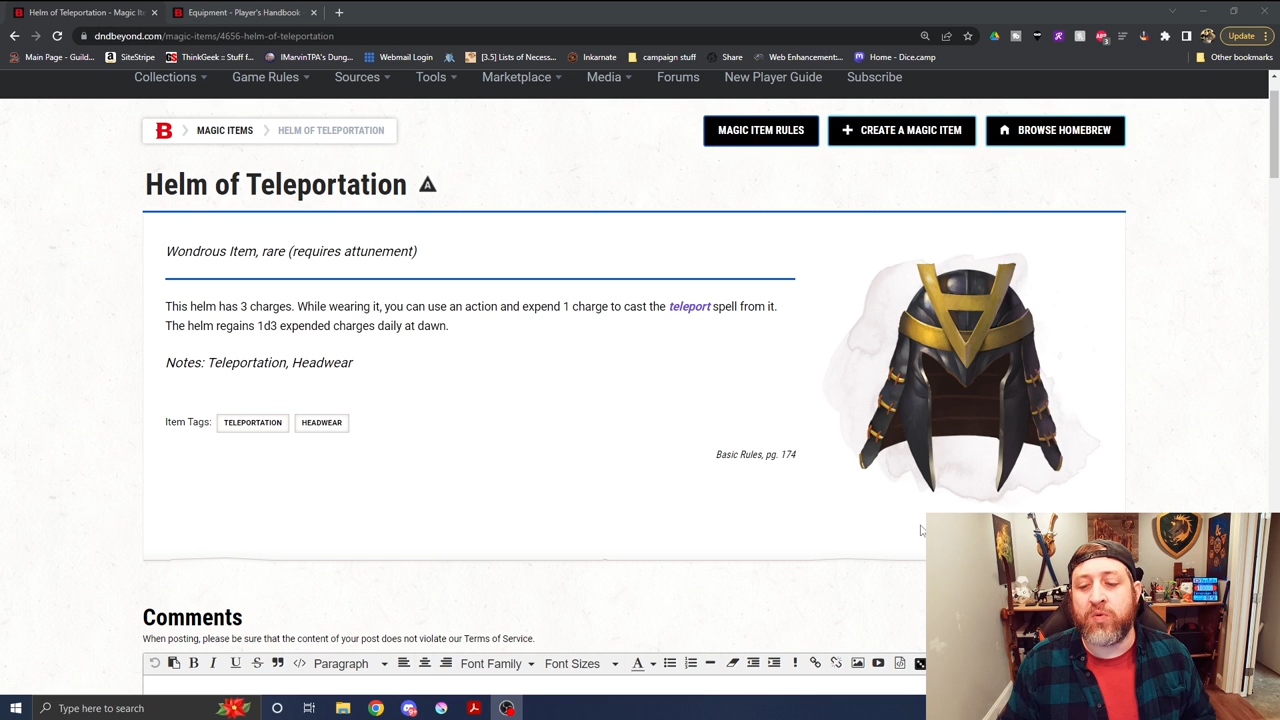 Helm of Teleportation - Magic It
Equipment - Player's Handbook
dndbeyond.com/magic-items/4656-helm-of-teleportation
Update
Main Page - Guild...
SiteStripe
ThinkGeek :: Stuff f...
IMarvinTPA's Dung...
Webmail Login
[3.5] Lists of Necess...
Inkarnate
campaign stuff
Share
Web Enhancement:...
Home - Dice.camp
Other bookmarks
Collections
Game Rules
Sources
Tools
Marketplace
Media
Forums
New Player Guide
Subscribe
MAGIC ITEMS
HELM OF TELEPORTATION
MAGIC ITEM RULES
CREATE A MAGIC ITEM
BROWSE HOMEBREW
Helm of Teleportation
Wondrous Item, rare (requires attunement)
This helm has 3 charges. While wearing it, you can use an action and expend 1 charge to cast the teleport spell from it.
The helm regains 1d3 expended charges daily at dawn.
Notes: Teleportation, Headwear
Item Tags: TELEPORTATION HEADWEAR
Basic Rules, pg. 174
Comments
When posting, please be sure that the content of your post does not violate our Terms of Service.
Paragraph
Font Family
Font Sizes
Type here to search